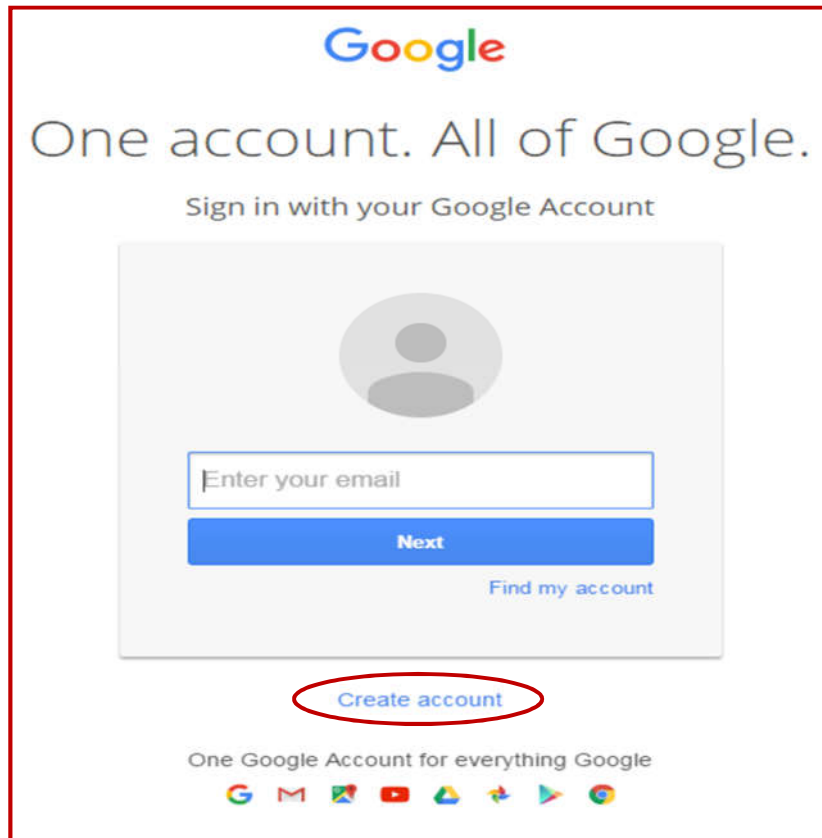 Google
One account. All of Google.
Sign in with your Google Account
Enter your email
Next
Find my account
Create account
One Google Account for everything Google